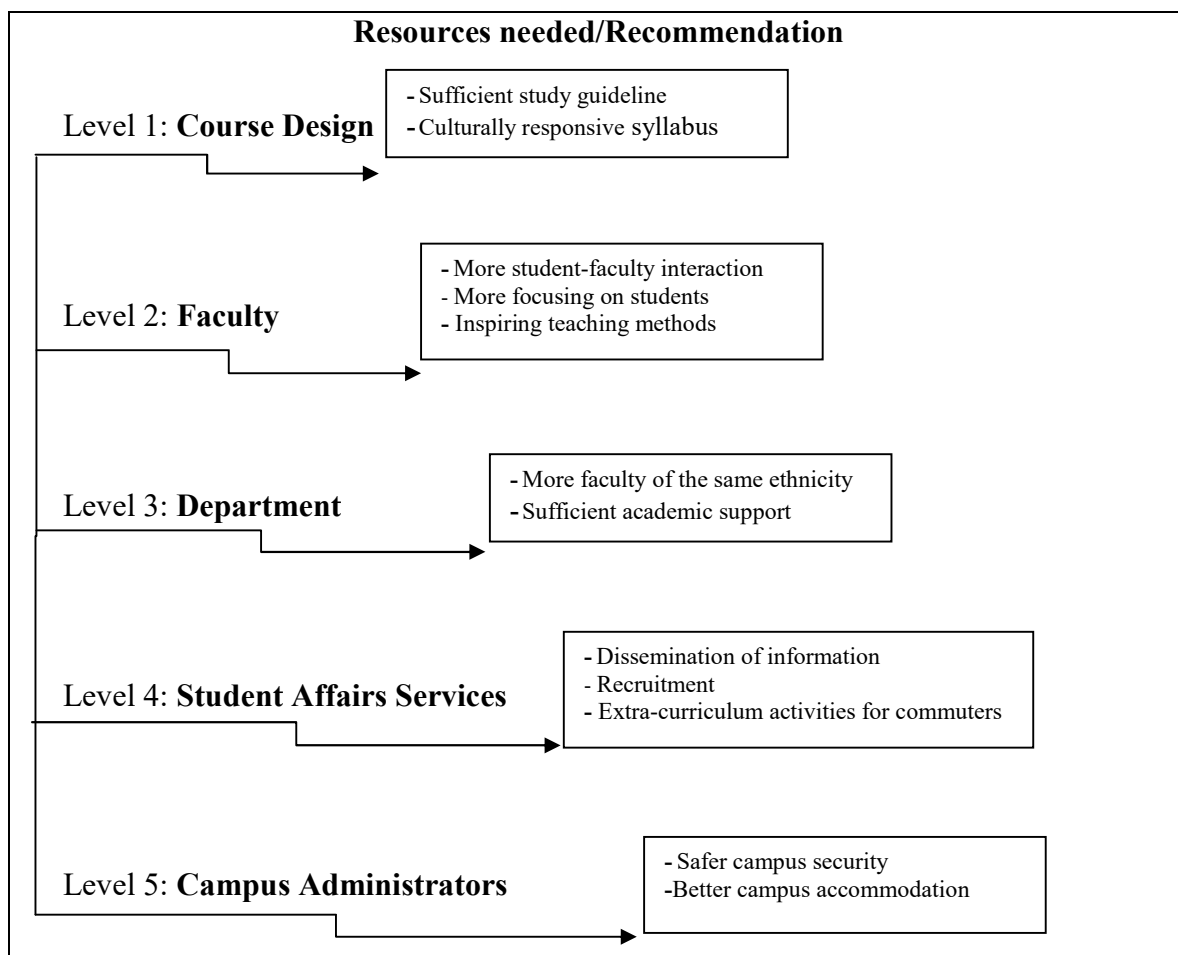 Resources needed/Recommendation
Level 1: Course Design
- Sufficient study guideline
- Culturally responsive syllabus
Level 2: Faculty
- More student-faculty interaction
- More focusing on students
- Inspiring teaching methods
Level 3: Department
- More faculty of the same ethnicity
- Sufficient academic support
Level 4: Student Affairs Services
- Dissemination of information
- Recruitment
- Extra-curriculum activities for commuters
Level 5: Campus Administrators
- Safer campus security
-Better campus accommodation